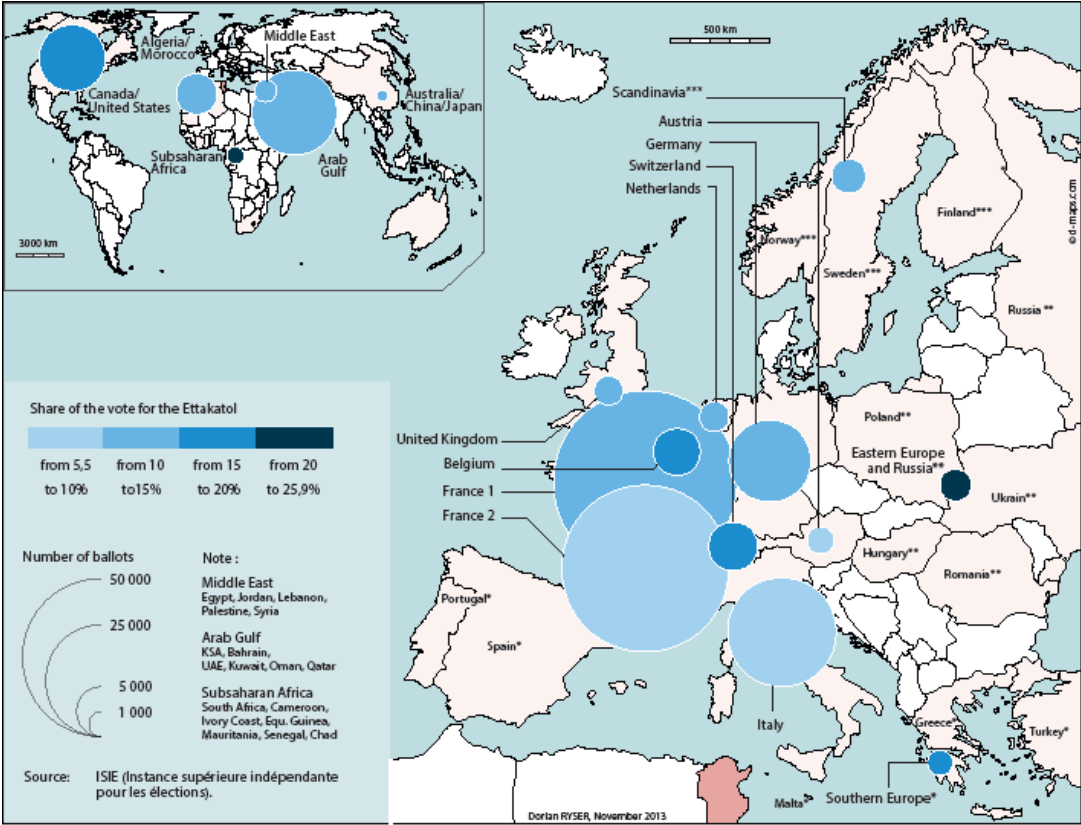 Algeria/
Morocco
Middle East
Canada/
United States
Australia/
China/Japan
Subsaharan
Africa
Arab
Gulf
3000 km
500 km
Scandinavia***
Austria
Germany
Switzerland
Netherlands
© d-maps.com
Finland***
Norway***
Sweden***
Russia **
Share of the vote for the Ettakatol
from 5,5
to 10%
from 10
to15%
from 15
to 20%
from 20
to 25,9%
United Kingdom
Belgium
France 1
France 2
Poland**
Eastern Europe
and Russia**
Ukrain**
Hungary**
Romania**
Portugal*
Spain*
Italy
Greece*
Turkey*
Malta*
Southern Europe*
Number of ballots
50 000
25 000
5 000
1 000
Note :
Middle East
Egypt, Jordan, Lebanon,
Palestine, Syria
Arab Gulf
KSA, Bahrain,
UAE, Kuwait, Oman, Qatar
Subsaharan Africa
South Africa, Cameroon,
Ivory Coast, Equ. Guinea,
Mauritania, Senegal, Chad
Source: ISIE (Instance supérieure indépendante
pour les élections).
Dorian RYSER, November 2013